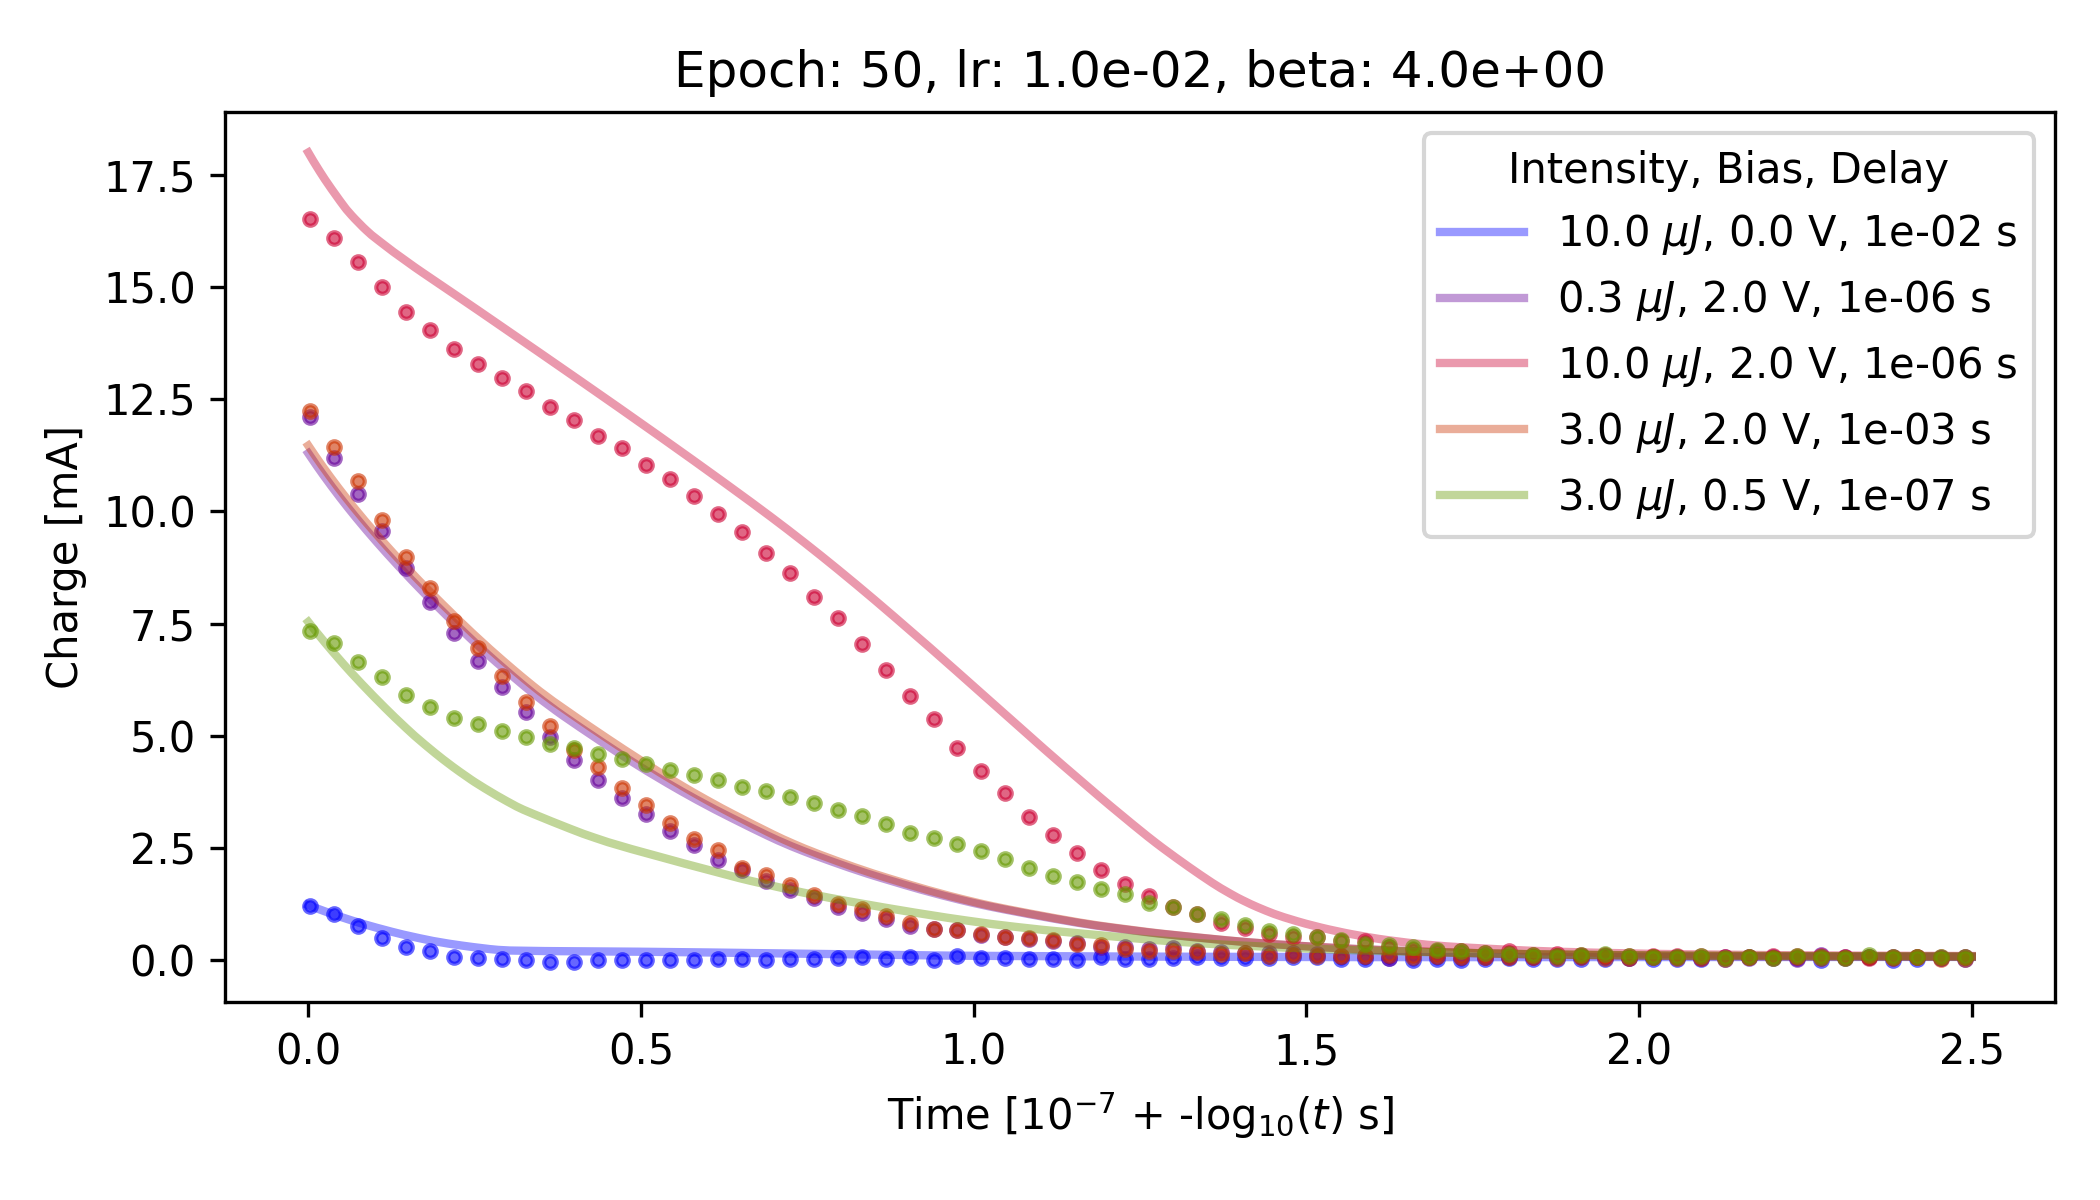 Epoch: 50, lr: 1.0e-02, beta: 4.0e+00
Charge [mA]
17.5
15.0
12.5
10.0
7.5
5.0
2.5
0.0
Intensity, Bias, Delay
10.0 μJ, 0.0 V, 1e-02 s
0.3 μJ, 2.0 V, 1e-06 s
10.0 μJ, 2.0 V, 1e-06 s
3.0 μJ, 2.0 V, 1e-03 s
3.0 μJ, 0.5 V, 1e-07 s
0.0 0.5 1.0 1.5 2.0 2.5
Time [10⁻⁷ + -log₁₀(t) s]